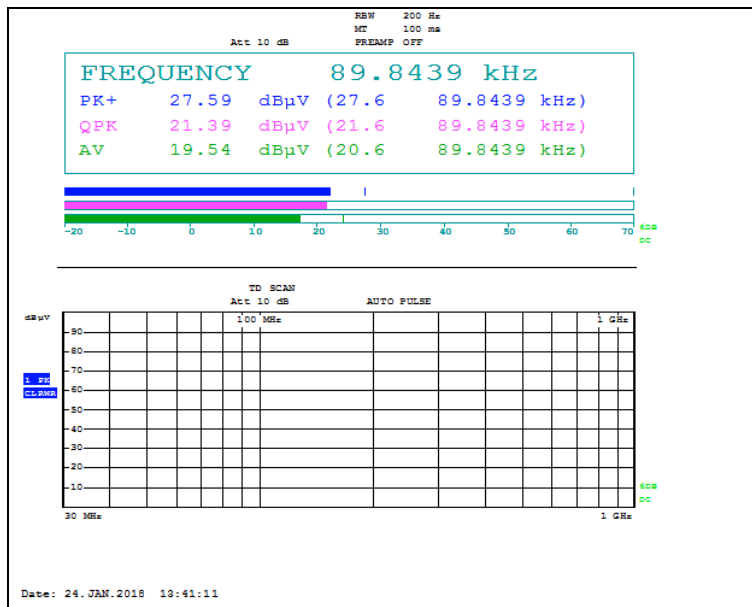 RBW 200 Hz
MT 100 ms
Att 10 dB PREAMP OFF
FREQUENCY 89.8439 kHz
PK+ 27.59 dBµV (27.6 89.8439 kHz)
QPK 21.39 dBµV (21.6 89.8439 kHz)
AV 19.54 dBµV (20.6 89.8439 kHz)
-20 -10 0 10 20 30 40 50 60 70
6DB
DC
TD SCAN
Att 10 dB AUTO PULSE
dBµV
100 MHz 1 GHz
90
80
70
1 PK
CLRWR
60
50
40
30
20
10
6DB
DC
30 MHz 1 GHz
Date: 24.JAN.2018 13:41:11